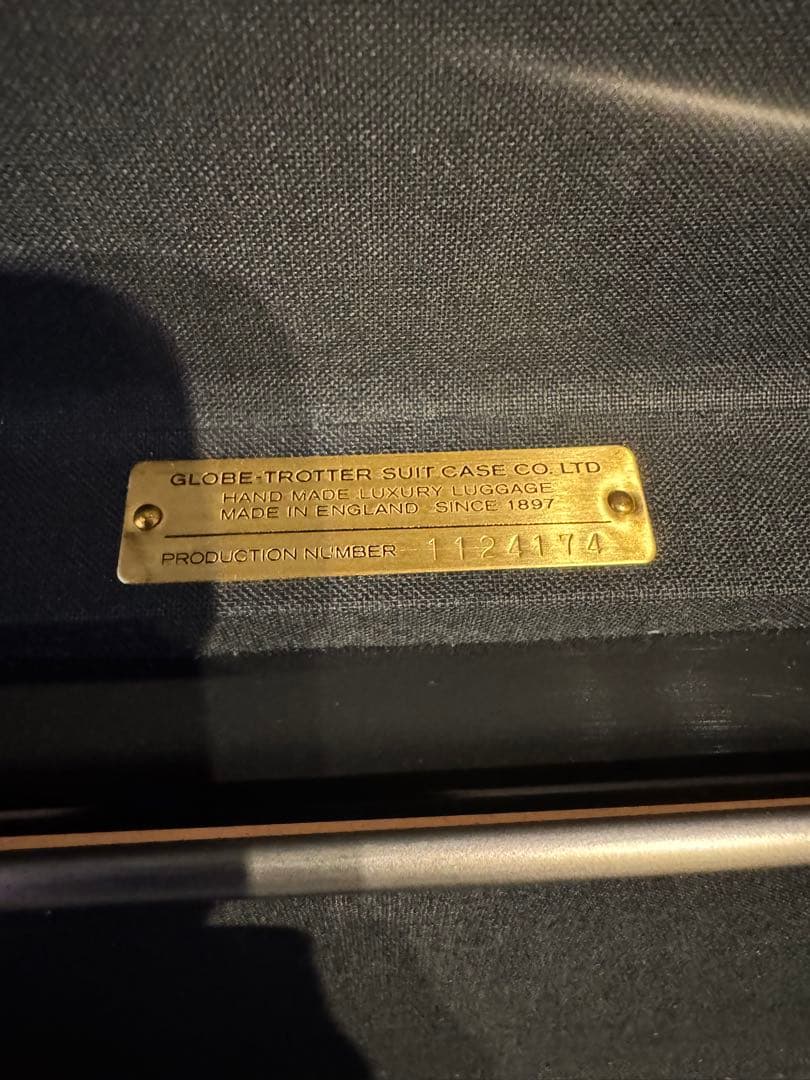 GLOBE-TROTTER SUIT CASE CO. LTD
HAND MADE LUXURY LUGGAGE
MADE IN ENGLAND SINCE 1897
PRODUCTION NUMBER 1124174